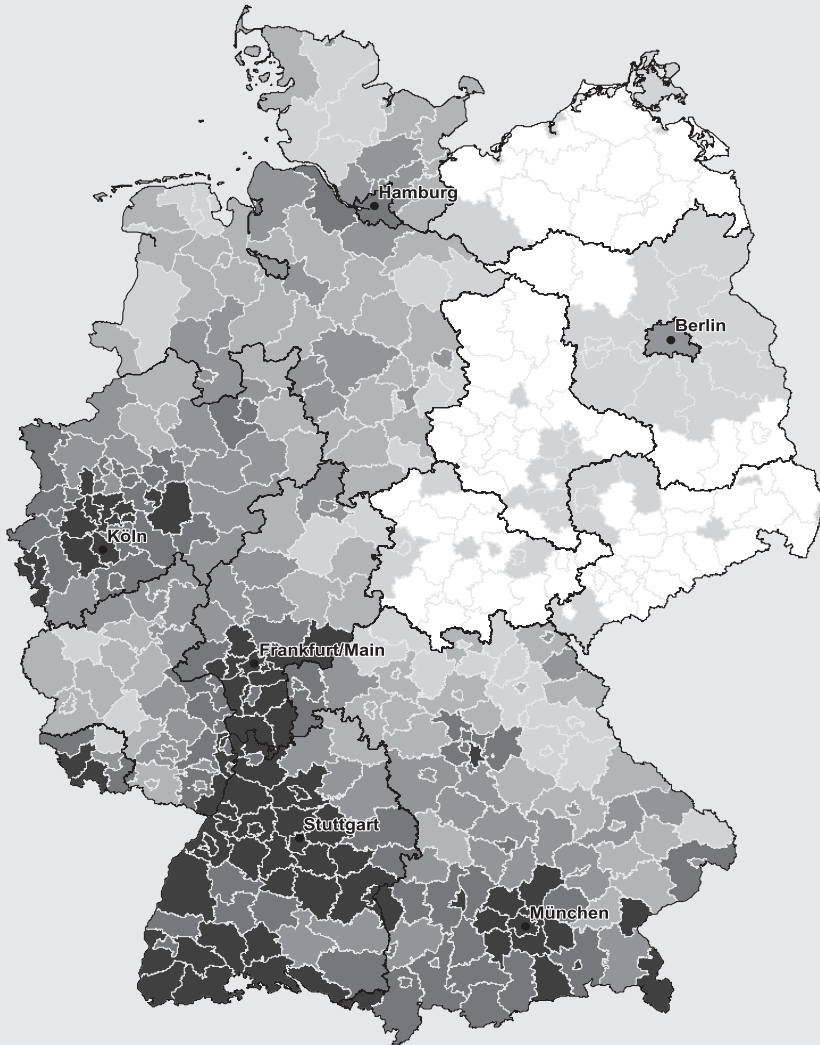 Hamburg
Berlin
Köln
Frankfurt/Main
Stuttgart
München